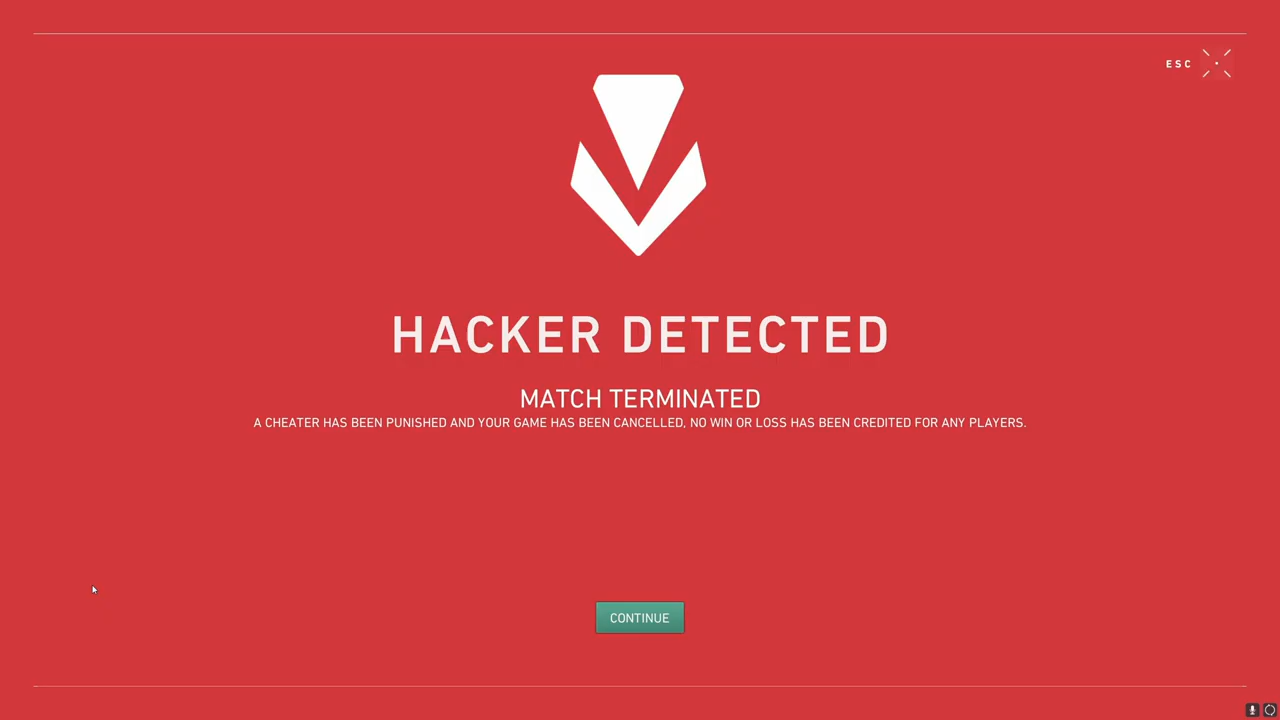 ESC
HACKER DETECTED
MATCH TERMINATED
A CHEATER HAS BEEN PUNISHED AND YOUR GAME HAS BEEN CANCELLED, NO WIN OR LOSS HAS BEEN CREDITED FOR ANY PLAYERS.
CONTINUE